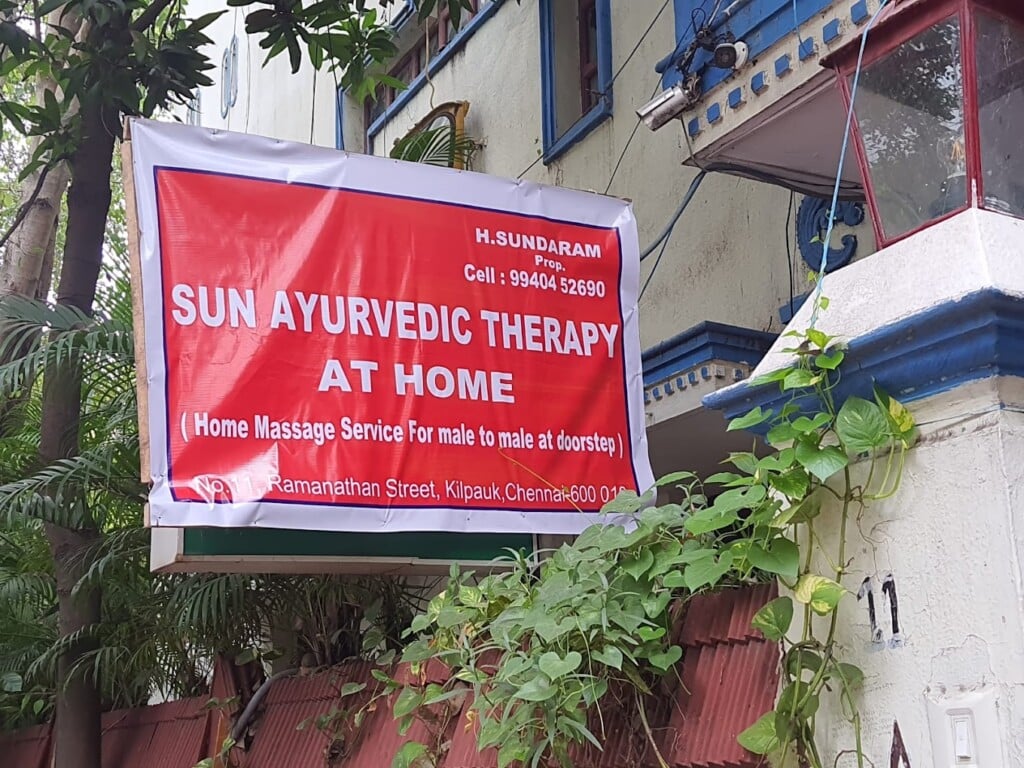 H.SUNDARAM
Prop.
Cell : 99404 52690
SUN AYURVEDIC THERAPY
AT HOME
( Home Massage Service For male to male at doorstep )
No.11, Ramanathan Street, Kilpauk,Chennai-600 010
11
A